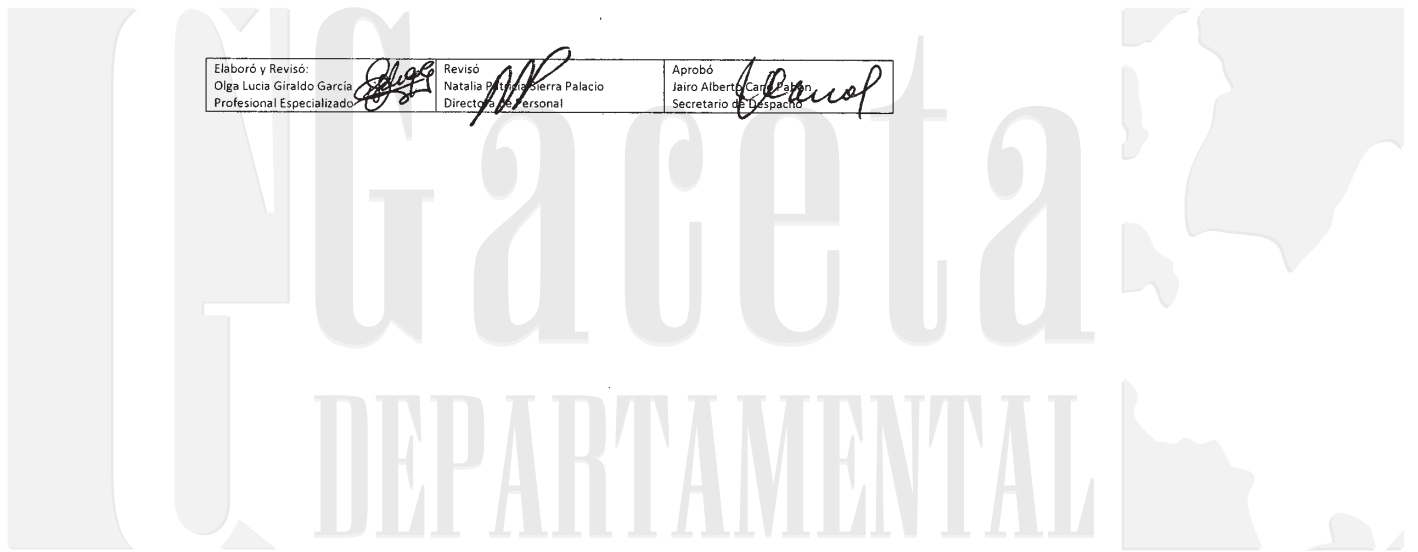 Elaboró y Revisó:
Olga Lucia Giraldo García
Profesional Especializado
Revisó
Natalia Patricia Sierra Palacio
Directora de Personal
Aprobó
Jairo Alberto Cano Pabón
Secretario de Despacho
Gaceta
DEPARTAMENTAL